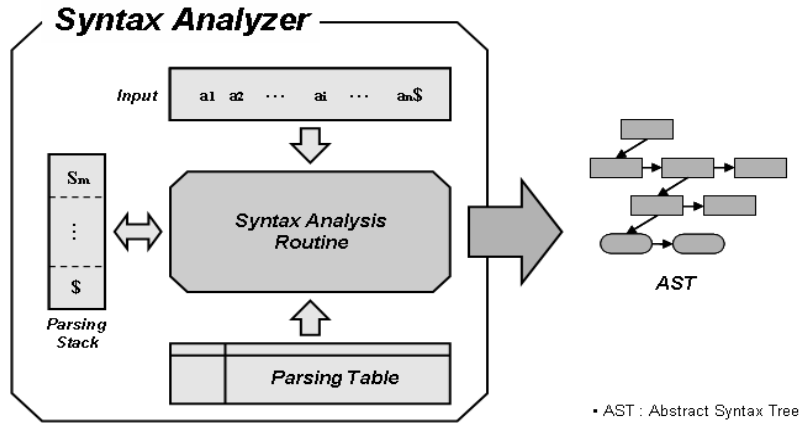 Syntax Analyzer
Input
a1 a2 ··· ai ··· an$
Sm
⋮
$
Parsing
Stack
Syntax Analysis
Routine
Parsing Table
AST
• AST : Abstract Syntax Tree